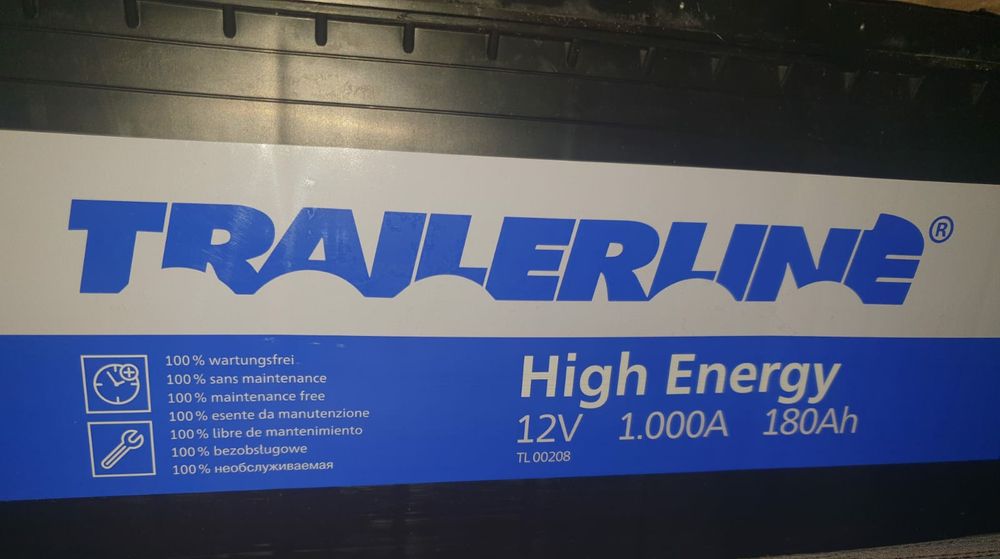 TRAILERLINE®
100% wartungsfrei
100% sans maintenance
100% maintenance free
100% esente da manutenzione
100% libre de mantenimiento
100% bezobsługowe
100% необслуживаемая
High Energy
12V 1.000A 180Ah
TL 00208